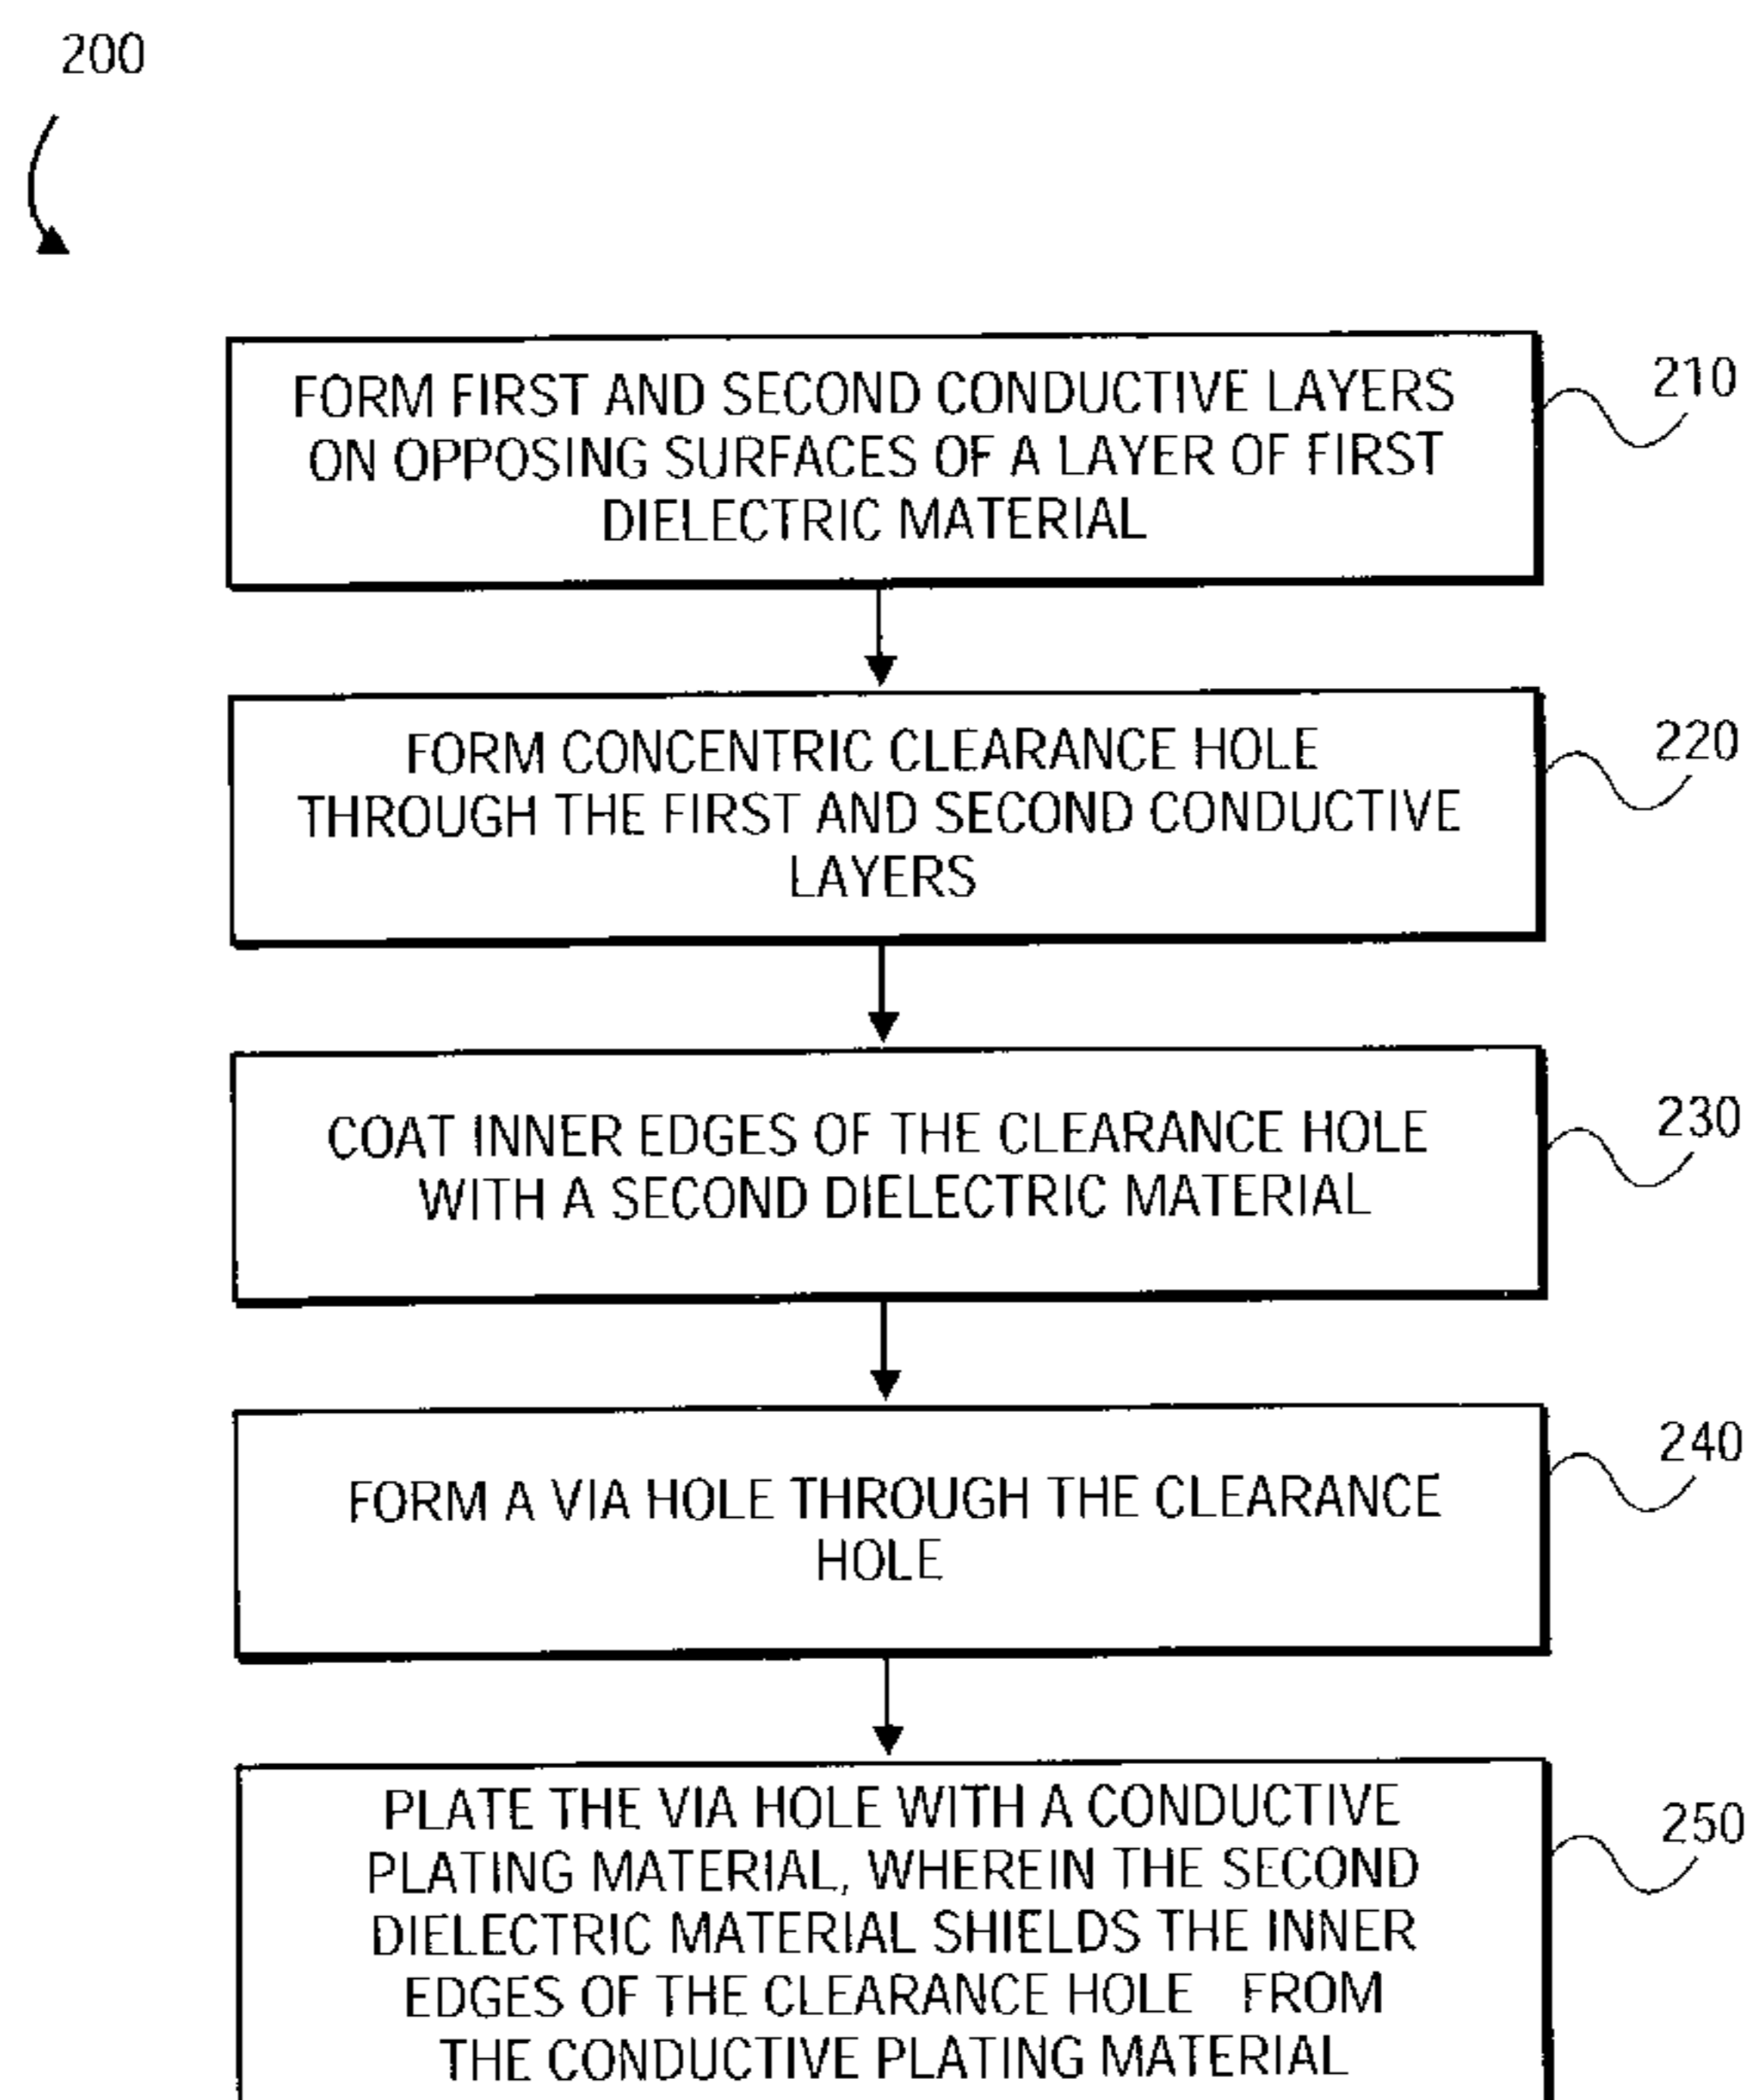 200
FORM FIRST AND SECOND CONDUCTIVE LAYERS
ON OPPOSING SURFACES OF A LAYER OF FIRST
DIELECTRIC MATERIAL
210
FORM CONCENTRIC CLEARANCE HOLE
THROUGH THE FIRST AND SECOND CONDUCTIVE
LAYERS
220
COAT INNER EDGES OF THE CLEARANCE HOLE
WITH A SECOND DIELECTRIC MATERIAL
230
FORM A VIA HOLE THROUGH THE CLEARANCE
HOLE
240
PLATE THE VIA HOLE WITH A CONDUCTIVE
PLATING MATERIAL, WHEREIN THE SECOND
DIELECTRIC MATERIAL SHIELDS THE INNER
EDGES OF THE CLEARANCE HOLE FROM
THE CONDUCTIVE PLATING MATERIAL
250